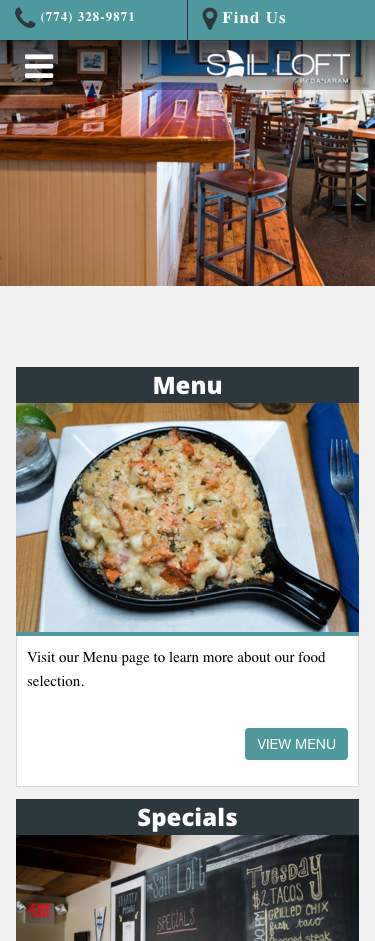 (774) 328-9871
Find Us
SAIL LOFT
PADANARAM
Menu
Visit our Menu page to learn more about our food
selection.
VIEW MENU
Specials
The Sail Loft
SPECIALS
EXIT
TUESDAY
$2 TACOS
GRILLED CHIX
fish taco
steak